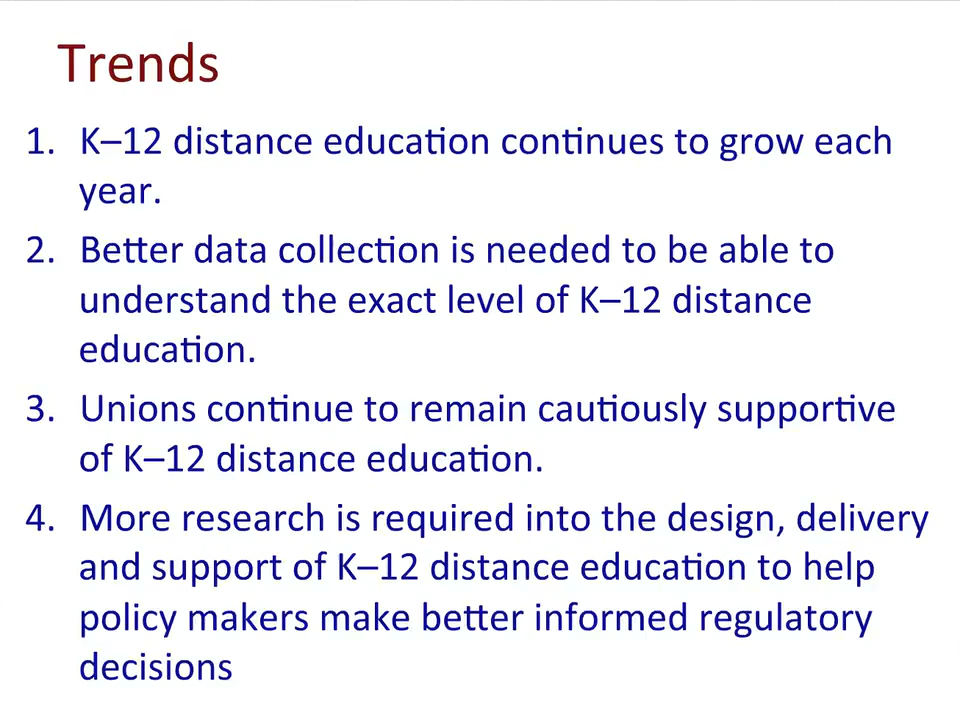 Trends
1. K–12 distance education continues to grow each
year.
2. Better data collection is needed to be able to
understand the exact level of K–12 distance
education.
3. Unions continue to remain cautiously supportive
of K–12 distance education.
4. More research is required into the design, delivery
and support of K–12 distance education to help
policy makers make better informed regulatory
decisions